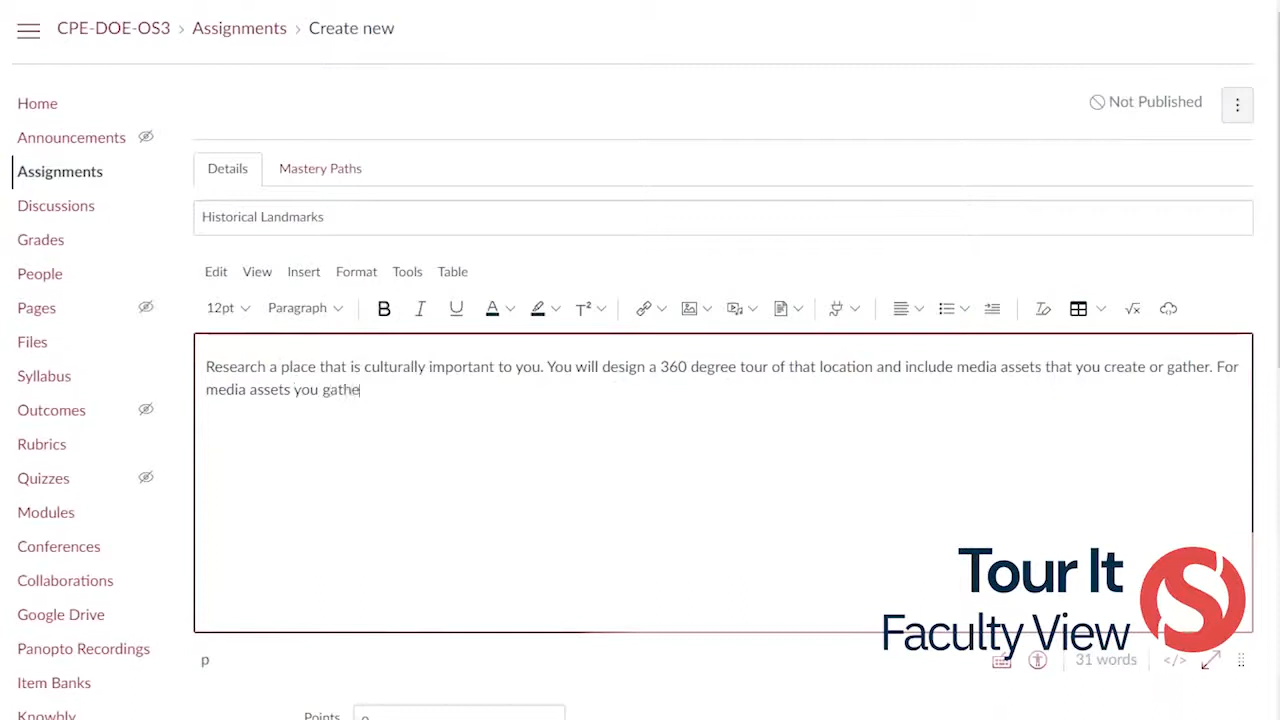 CPE-DOE-OS3 › Assignments › Create new
Not Published
Home
Announcements
Assignments
Discussions
Grades
People
Pages
Files
Syllabus
Outcomes
Rubrics
Quizzes
Modules
Conferences
Collaborations
Google Drive
Panopto Recordings
Item Banks
Knowbly
Details Mastery Paths
Historical Landmarks
Edit View Insert Format Tools Table
12pt Paragraph B I U A T²
Research a place that is culturally important to you. You will design a 360 degree tour of that location and include media assets that you create or gather. For
media assets you gathe
Tour It
Faculty View
S
p
31 words </>
Points 0